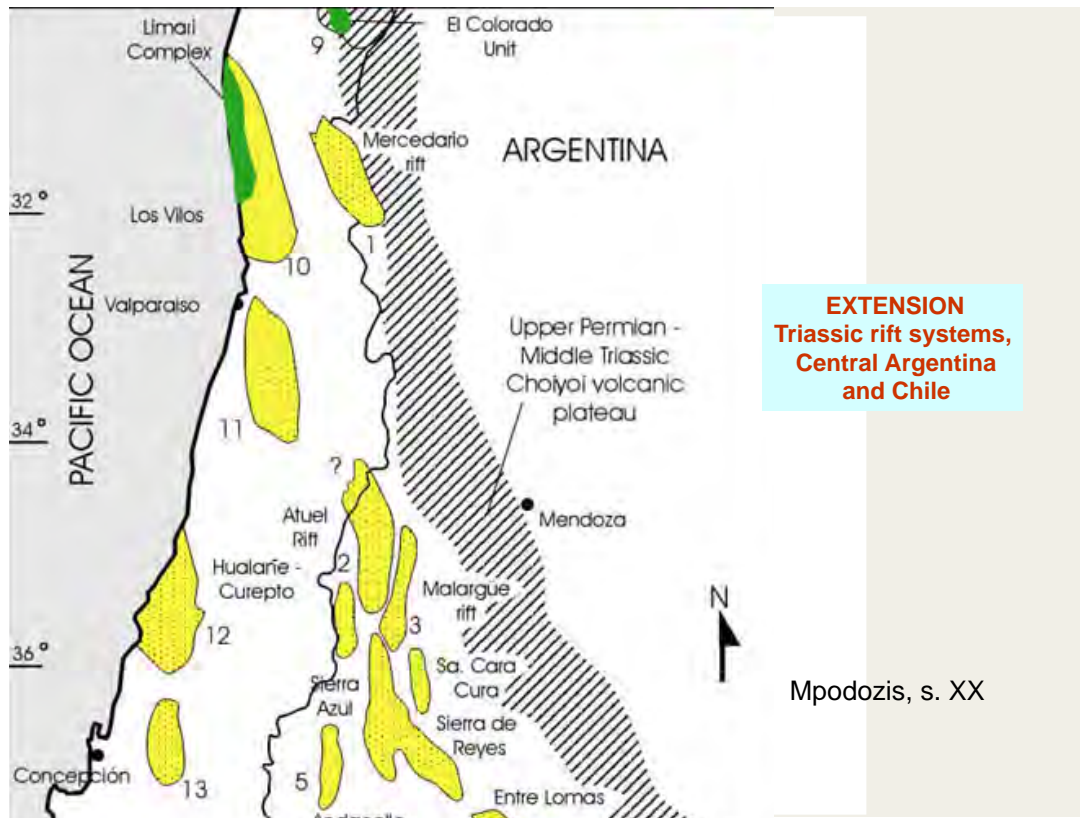 Limarí
Complex
El Colorado
Unit
9
Mercedario
rift
ARGENTINA
32°
Los Vilos
1
10
PACIFIC OCEAN
Valparaiso
EXTENSION
Triassic rift systems,
Central Argentina
and Chile
Upper Permian -
Middle Triassic
Choiyoi volcanic
plateau
11
34°
?
Mendoza
Atuel
Rift
Hualañe -
Curepto
2
Malargüe
rift
3
N
12
36°
Sa. Cara
Cura
Sierra
Azul
Mpodozis, s. XX
Sierra de
Reyes
Concepción
13
5
Entre Lomas